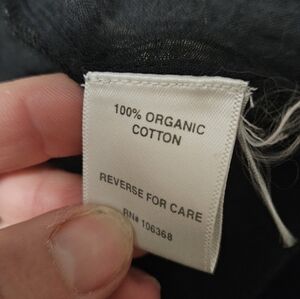 100% ORGANIC
COTTON
REVERSE FOR CARE
RN# 106368